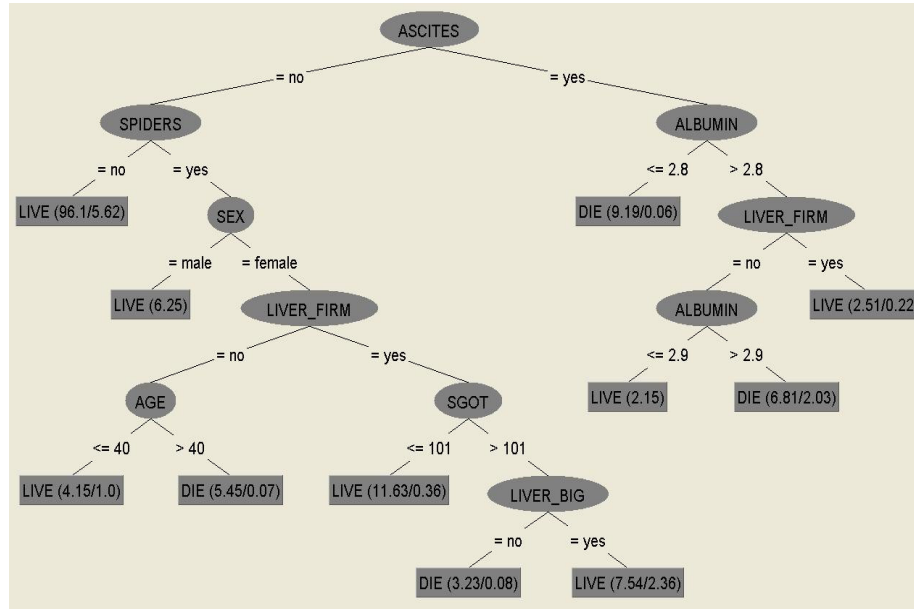 ASCITES
= no
= yes
SPIDERS
ALBUMIN
= no
= yes
<= 2.8
> 2.8
LIVE (96.1/5.62)
SEX
DIE (9.19/0.06)
LIVER_FIRM
= male
= female
= no
= yes
LIVE (6.25)
LIVER_FIRM
ALBUMIN
LIVE (2.51/0.22
= no
= yes
<= 2.9
> 2.9
AGE
SGOT
LIVE (2.15)
DIE (6.81/2.03)
<= 40
> 40
<= 101
> 101
LIVE (4.15/1.0)
DIE (5.45/0.07)
LIVE (11.63/0.36)
LIVER_BIG
= no
= yes
DIE (3.23/0.08)
LIVE (7.54/2.36)